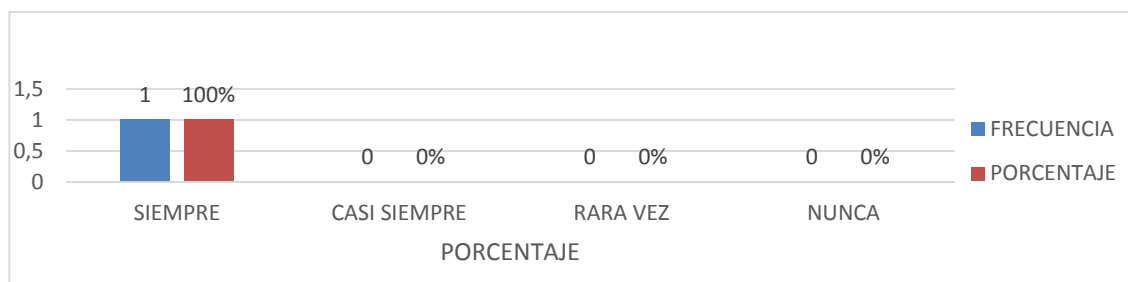 1,5
1 100%
1
FRECUENCIA
0,5
0 0% 0 0% 0 0%
PORCENTAJE
0
SIEMPRE CASI SIEMPRE RARA VEZ NUNCA
PORCENTAJE